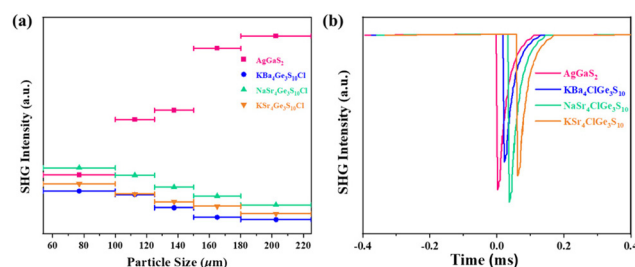 (a)
SHG Intensity (a.u.)
AgGaS₂
KBa₄Ge₃S₁₀Cl
NaSr₄Ge₃S₁₀Cl
KSr₄Ge₃S₁₀Cl
60 80 100 120 140 160 180 200 220
Particle Size (μm)
(b)
SHG Intensity (a.u.)
AgGaS₂
KBa₄ClGe₃S₁₀
NaSr₄ClGe₃S₁₀
KSr₄ClGe₃S₁₀
-0.4 -0.2 0.0 0.2 0.4
Time (ms)